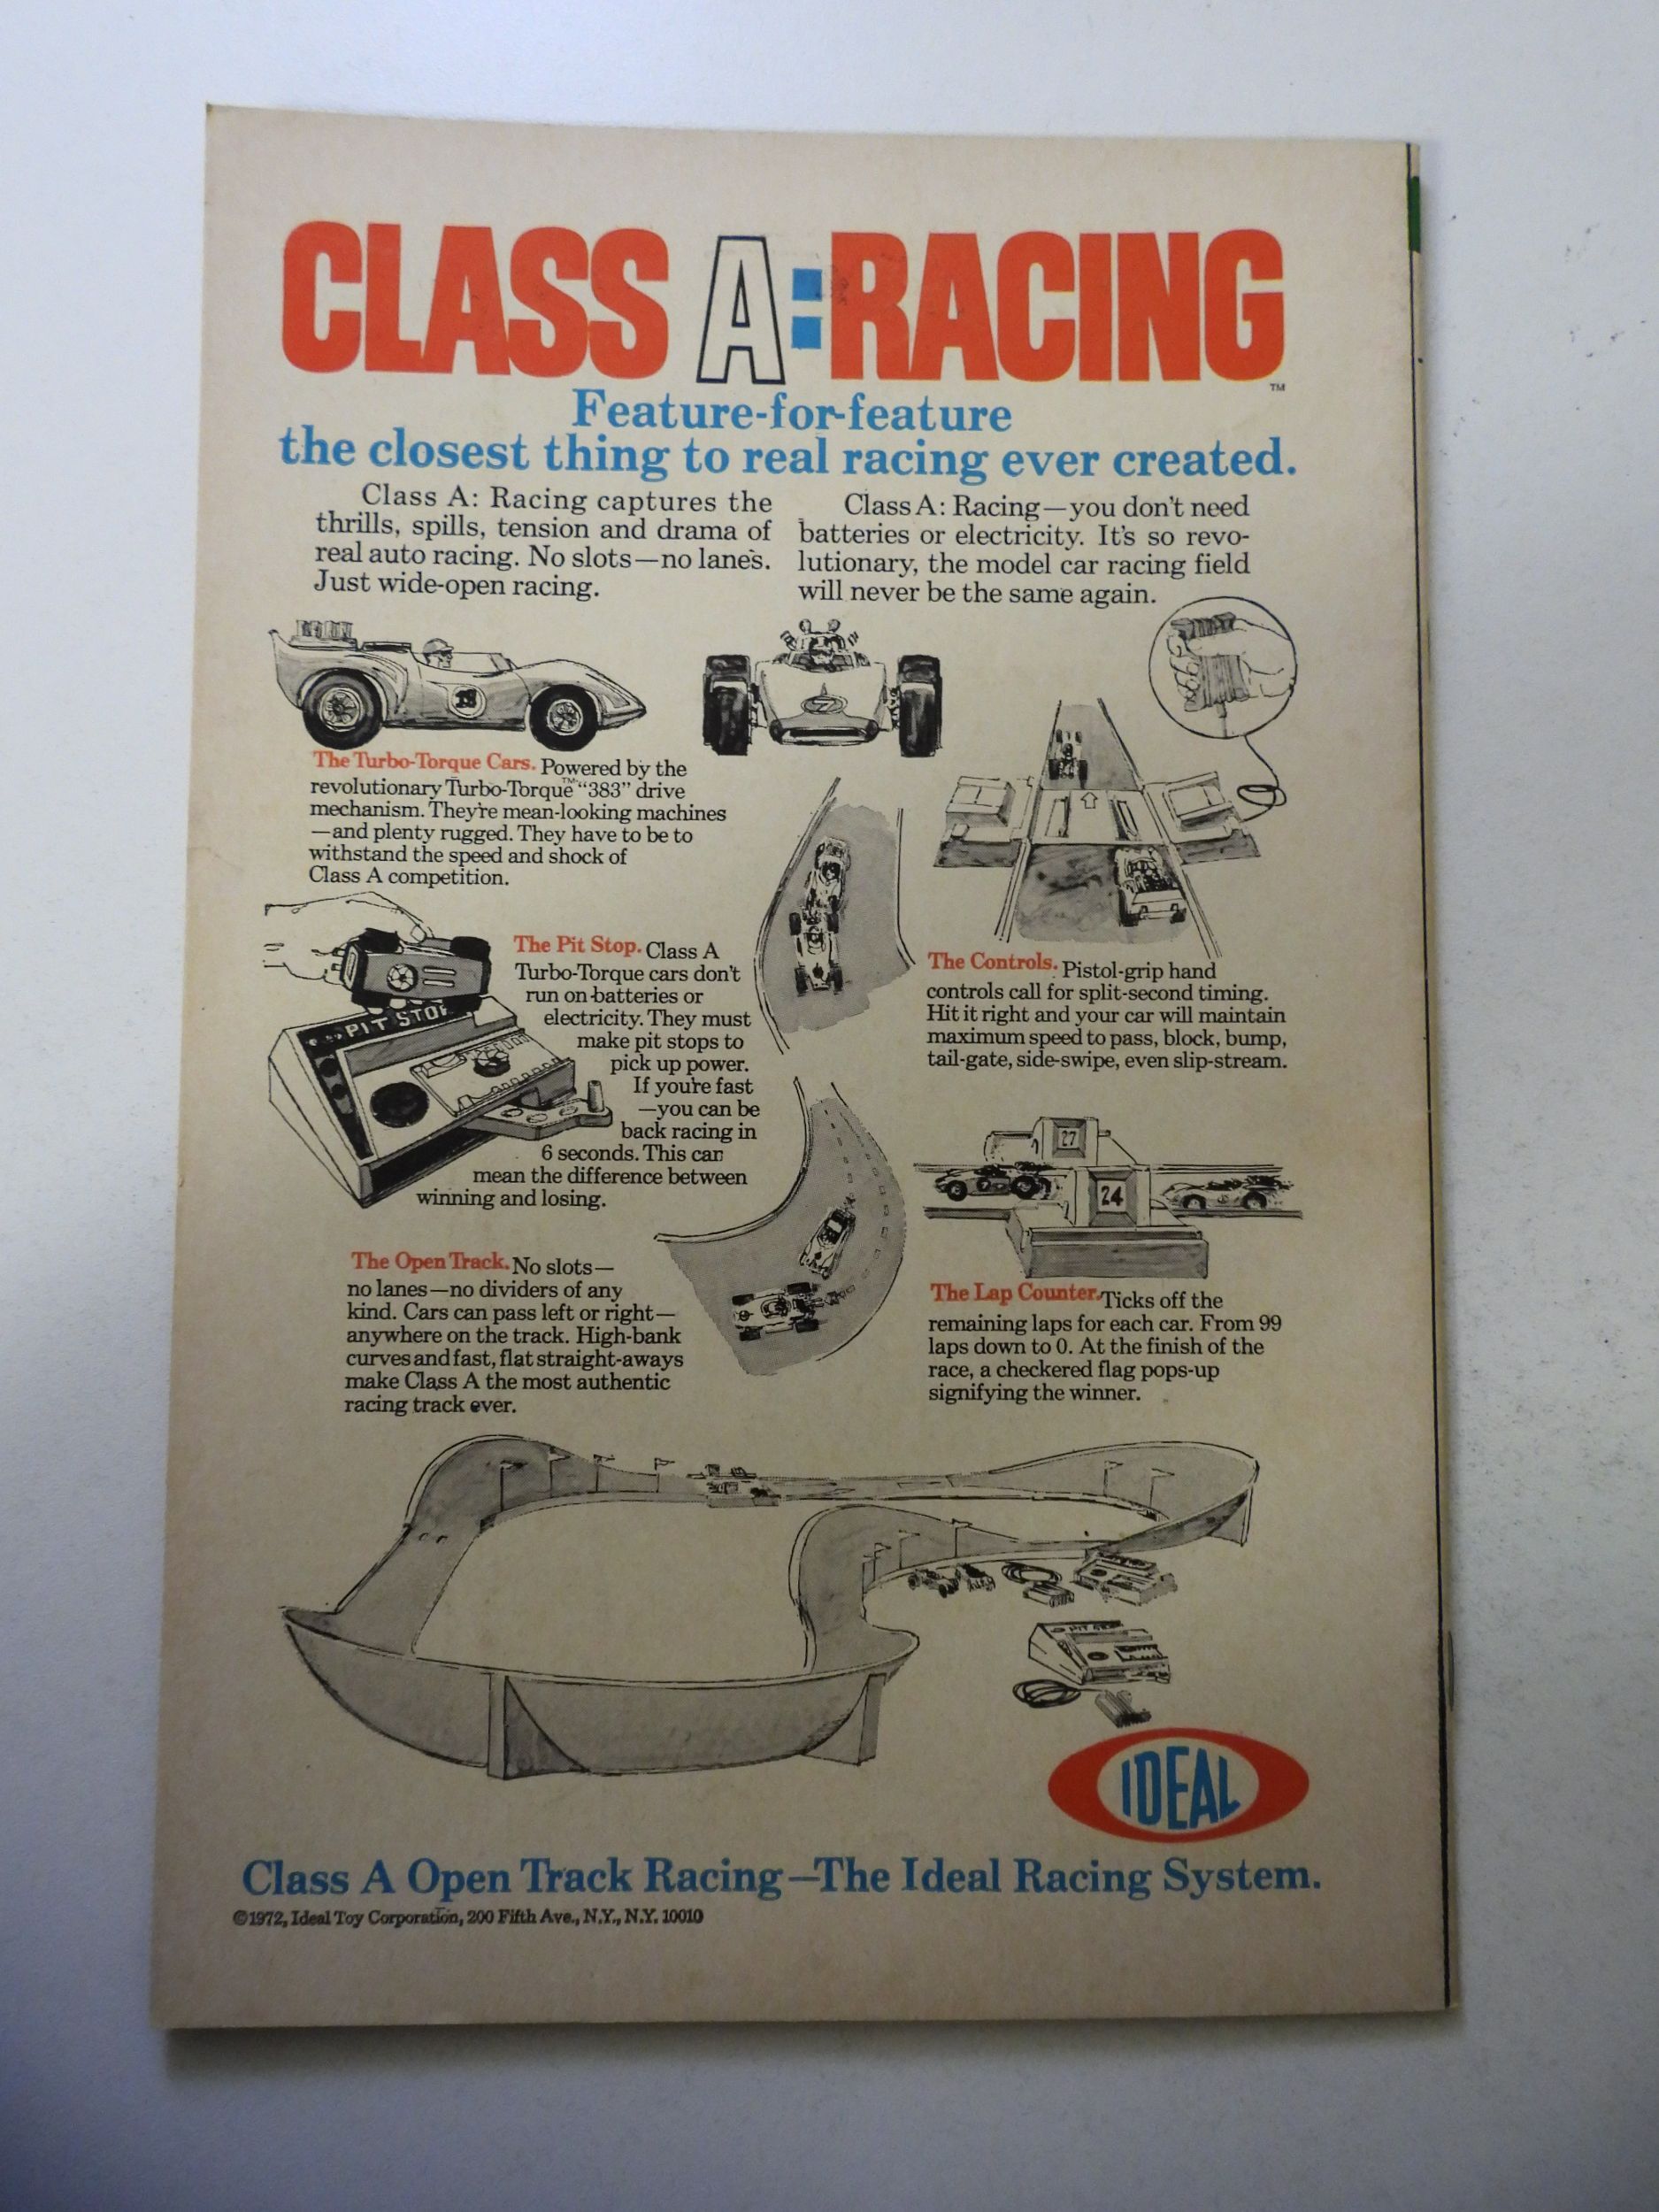 CLASS A:RACING
TM
Feature-for-feature
the closest thing to real racing ever created.
Class A: Racing captures the
thrills, spills, tension and drama of
real auto racing. No slots—no lanes.
Just wide-open racing.
Class A: Racing—you don't need
batteries or electricity. It's so revo-
lutionary, the model car racing field
will never be the same again.
7
The Turbo-Torque Cars. Powered by the
revolutionary Turbo-Torque™ "383" drive
mechanism. They're mean-looking machines
—and plenty rugged. They have to be to
withstand the speed and shock of
Class A competition.
PIT STOP
The Pit Stop. Class A
Turbo-Torque cars don't
run on batteries or
electricity. They must
make pit stops to
pick up power.
If you're fast
—you can be
back racing in
6 seconds. This can
mean the difference between
winning and losing.
The Controls. Pistol-grip hand
controls call for split-second timing.
Hit it right and your car will maintain
maximum speed to pass, block, bump,
tail-gate, side-swipe, even slip-stream.
27
24
The Open Track. No slots—
no lanes—no dividers of any
kind. Cars can pass left or right—
anywhere on the track. High-bank
curves and fast, flat straight-aways
make Class A the most authentic
racing track ever.
The Lap Counter. Ticks off the
remaining laps for each car. From 99
laps down to 0. At the finish of the
race, a checkered flag pops-up
signifying the winner.
IDEAL
Class A Open Track Racing—The Ideal Racing System.
©1972, Ideal Toy Corporation, 200 Fifth Ave., N.Y., N.Y. 10010